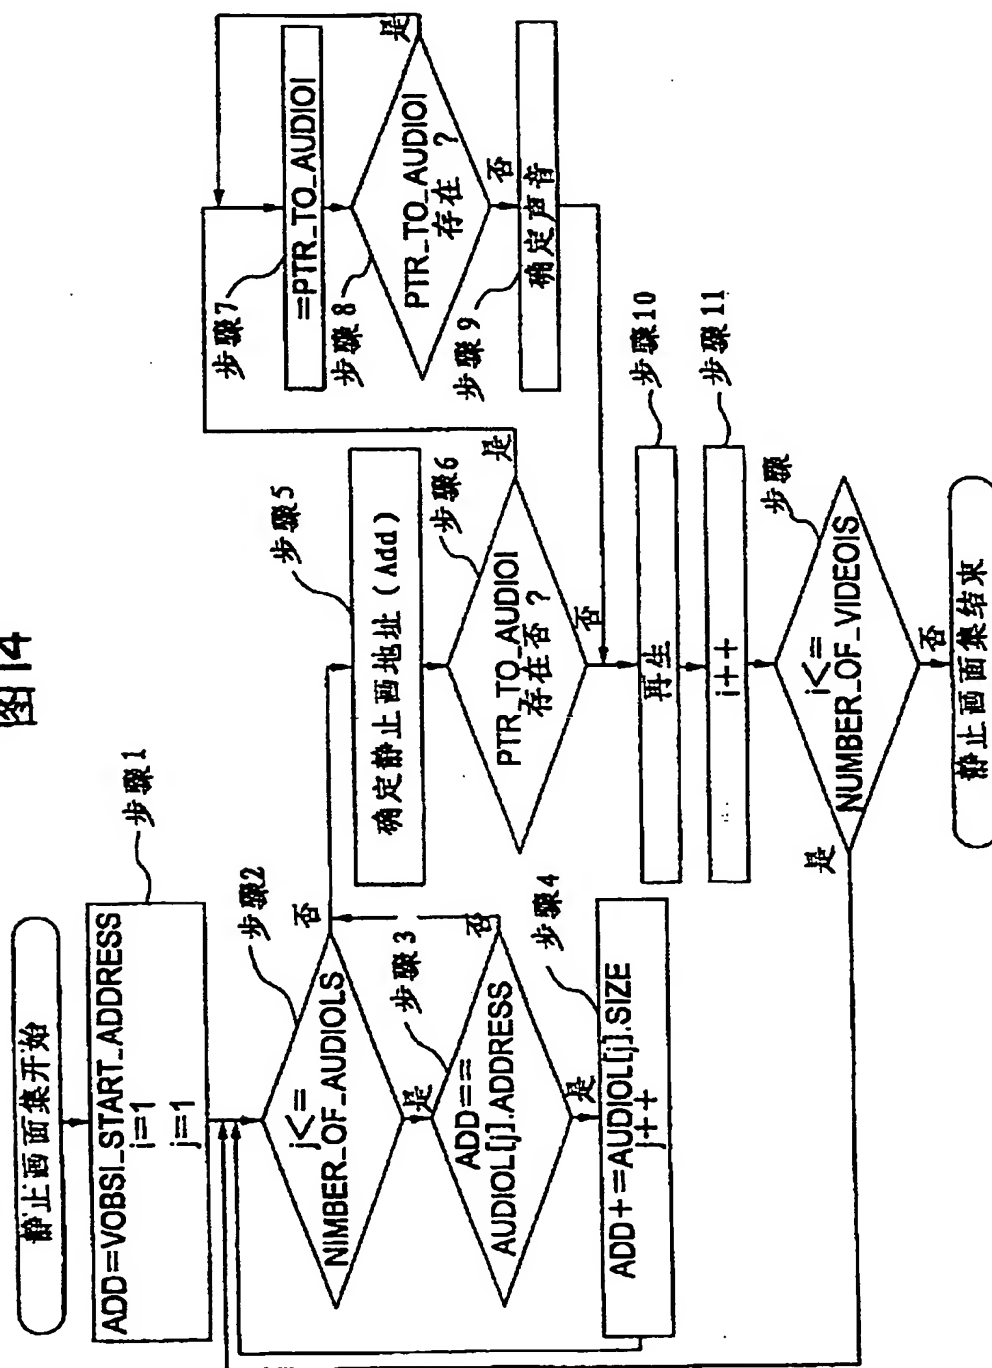 图14
静止画面集开始
ADD=VOBSI_START_ADDRESS
i=1
j=1
步骤1
j<=
NIMBER_OF_AUDIOLS
步骤2
否
是
ADD==
AUDIOL[j].ADDRESS
步骤3
否
是
ADD+=AUDIOL[j].SIZE
j++
步骤4
确定静止画地址(Add)
步骤5
PTR_TO_AUDIOI
存在否?
步骤6
是
否
=PTR_TO_AUDIOI
步骤7
PTR_TO_AUDIOI
存在?
步骤8
是
否
确定声音
步骤9
再生
步骤10
i++
步骤11
i<=
NUMBER_OF_VIDEOIS
步骤
是
否
静止画面集结束